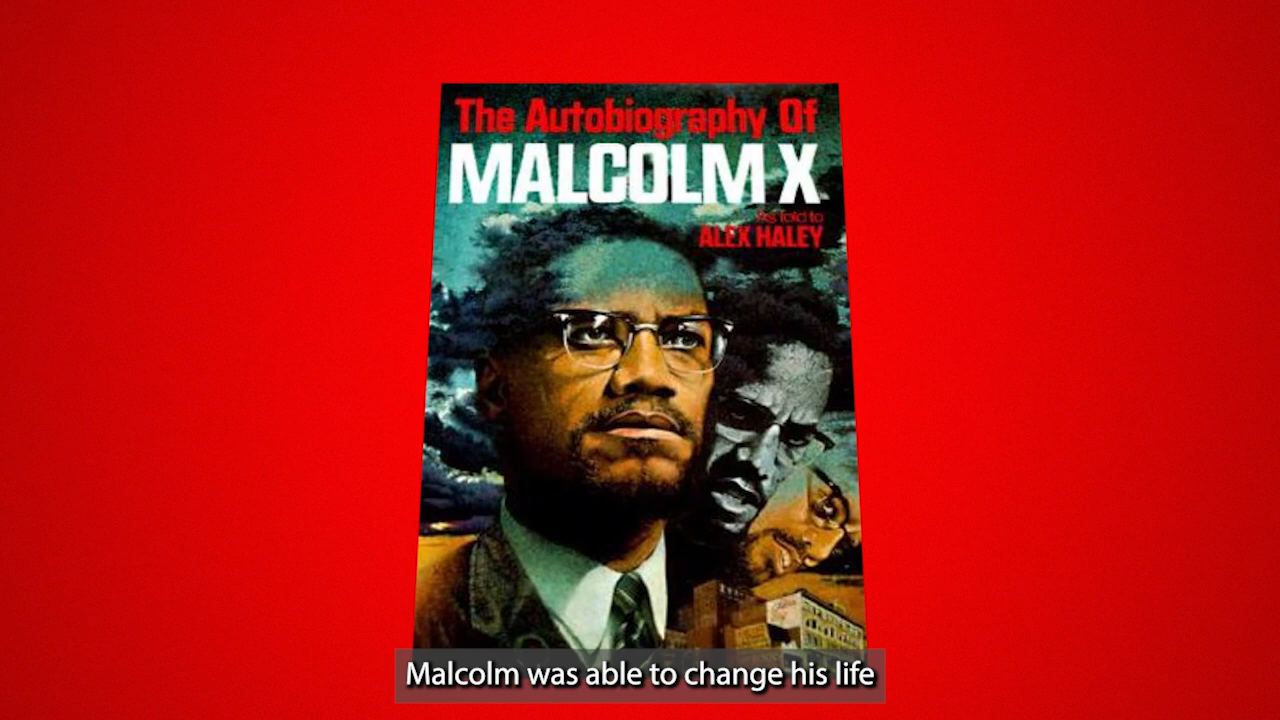 The Autobiography Of
MALCOLM X
As Told to
ALEX HALEY
Malcolm was able to change his life